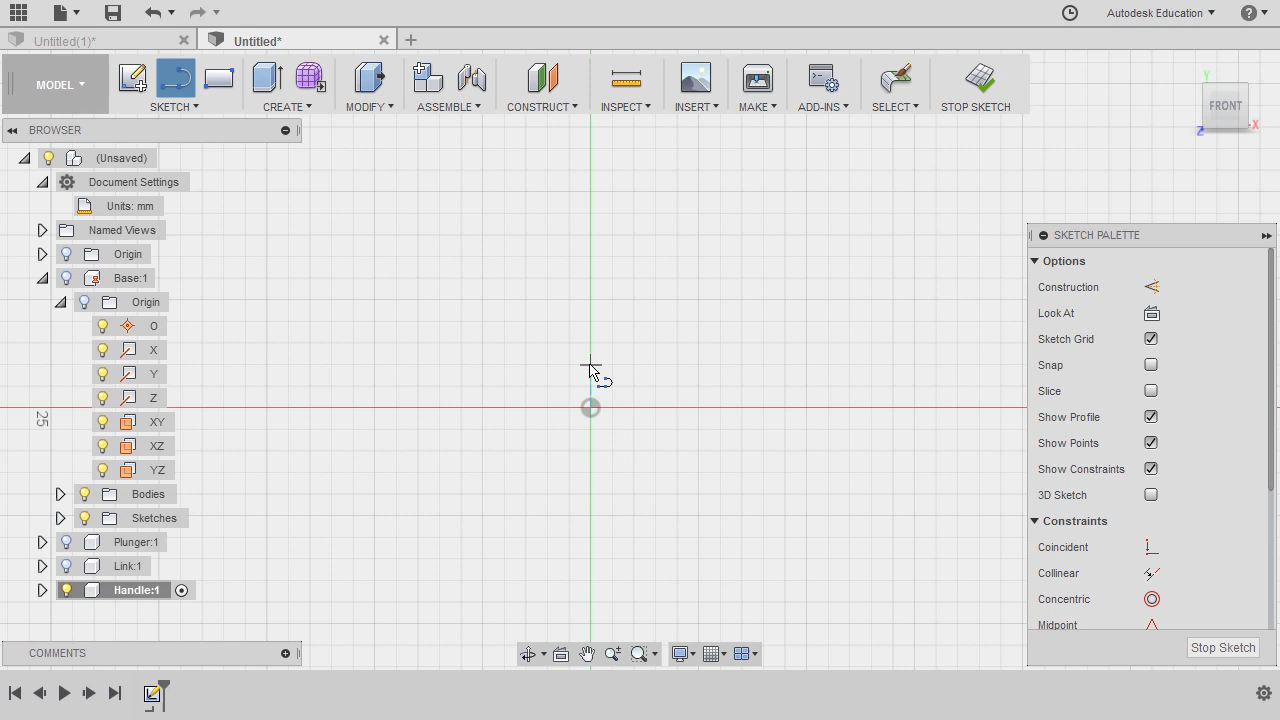 Autodesk Education
Untitled(1)*
Untitled*
MODEL
SKETCH
CREATE
MODIFY
ASSEMBLE
CONSTRUCT
INSPECT
INSERT
MAKE
ADD-INS
SELECT
STOP SKETCH
Y
FRONT
X
Z
BROWSER
(Unsaved)
Document Settings
Units: mm
Named Views
Origin
Base:1
Origin
O
X
Y
Z
XY
XZ
YZ
Bodies
Sketches
Plunger:1
Link:1
Handle:1
25
SKETCH PALETTE
Options
Construction
Look At
Sketch Grid
Snap
Slice
Show Profile
Show Points
Show Constraints
3D Sketch
Constraints
Coincident
Collinear
Concentric
Midpoint
Stop Sketch
COMMENTS